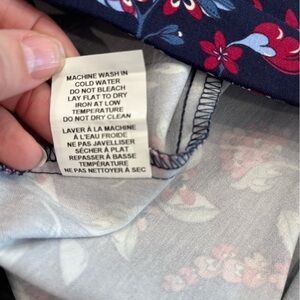 MACHINE WASH IN
COLD WATER
DO NOT BLEACH
LAY FLAT TO DRY
IRON AT LOW
TEMPERATURE
DO NOT DRY CLEAN
LAVER À LA MACHINE
À L'EAU FROIDE
NE PAS JAVELLISER
SÉCHER À PLAT
REPASSER À BASSE
TEMPÉRATURE
NE PAS NETTOYER À SEC